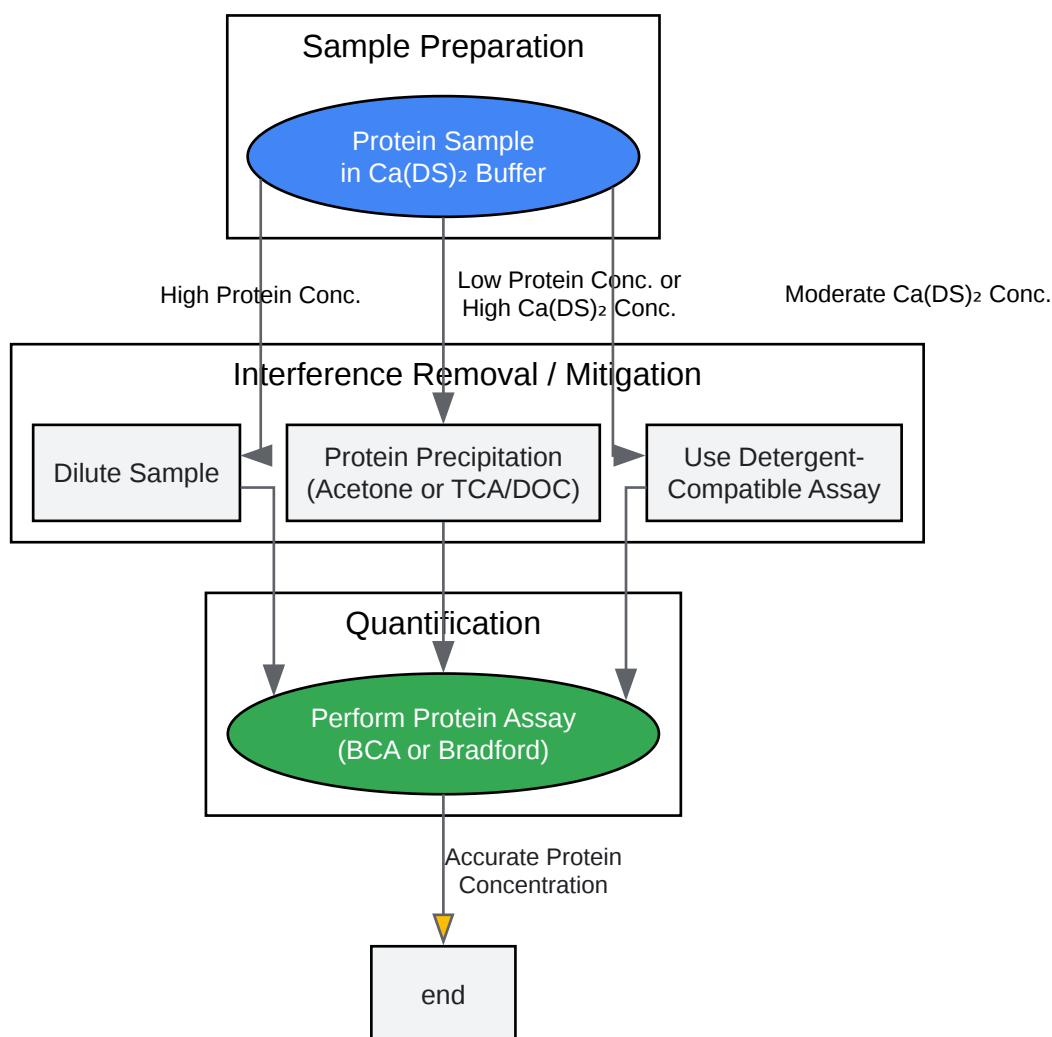 Sample Preparation
Protein Sample
in Ca(DS)₂ Buffer
High Protein Conc.
Low Protein Conc. or
High Ca(DS)₂ Conc.
Moderate Ca(DS)₂ Conc.
Interference Removal / Mitigation
Dilute Sample
Protein Precipitation
(Acetone or TCA/DOC)
Use Detergent-
Compatible Assay
Quantification
Perform Protein Assay
(BCA or Bradford)
Accurate Protein
Concentration
end